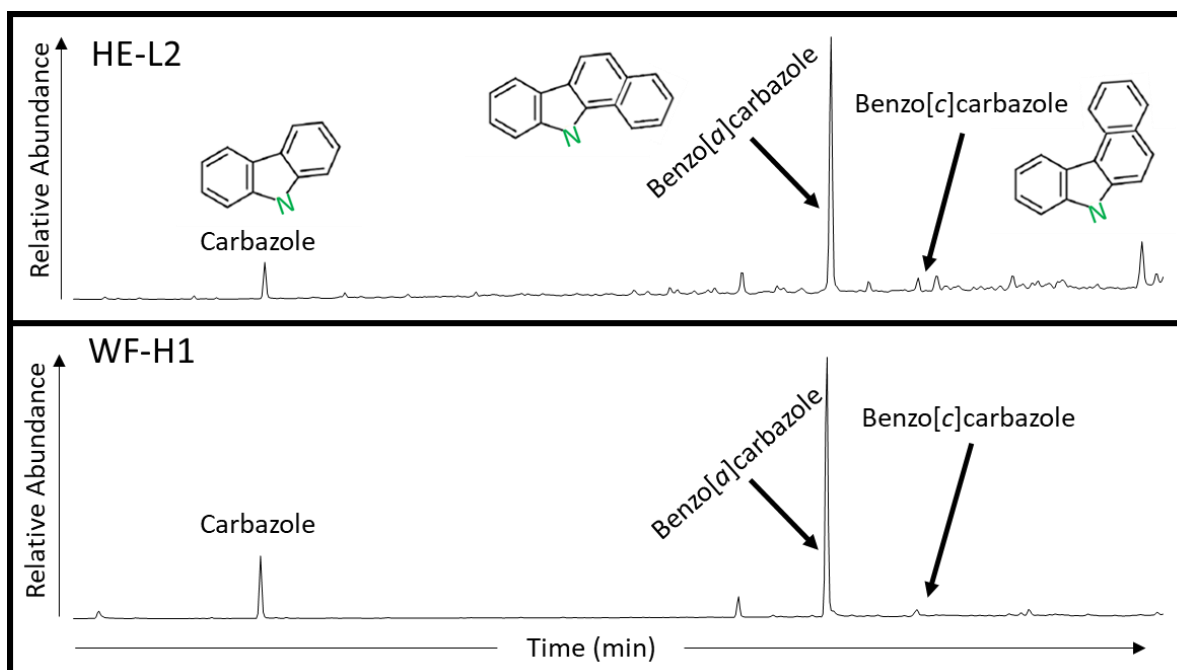 HE-L2
Relative Abundance
Carbazole
N
N
Benzo[a]carbazole
Benzo[c]carbazole
N
WF-H1
Relative Abundance
Carbazole
Benzo[a]carbazole
Benzo[c]carbazole
Time (min)